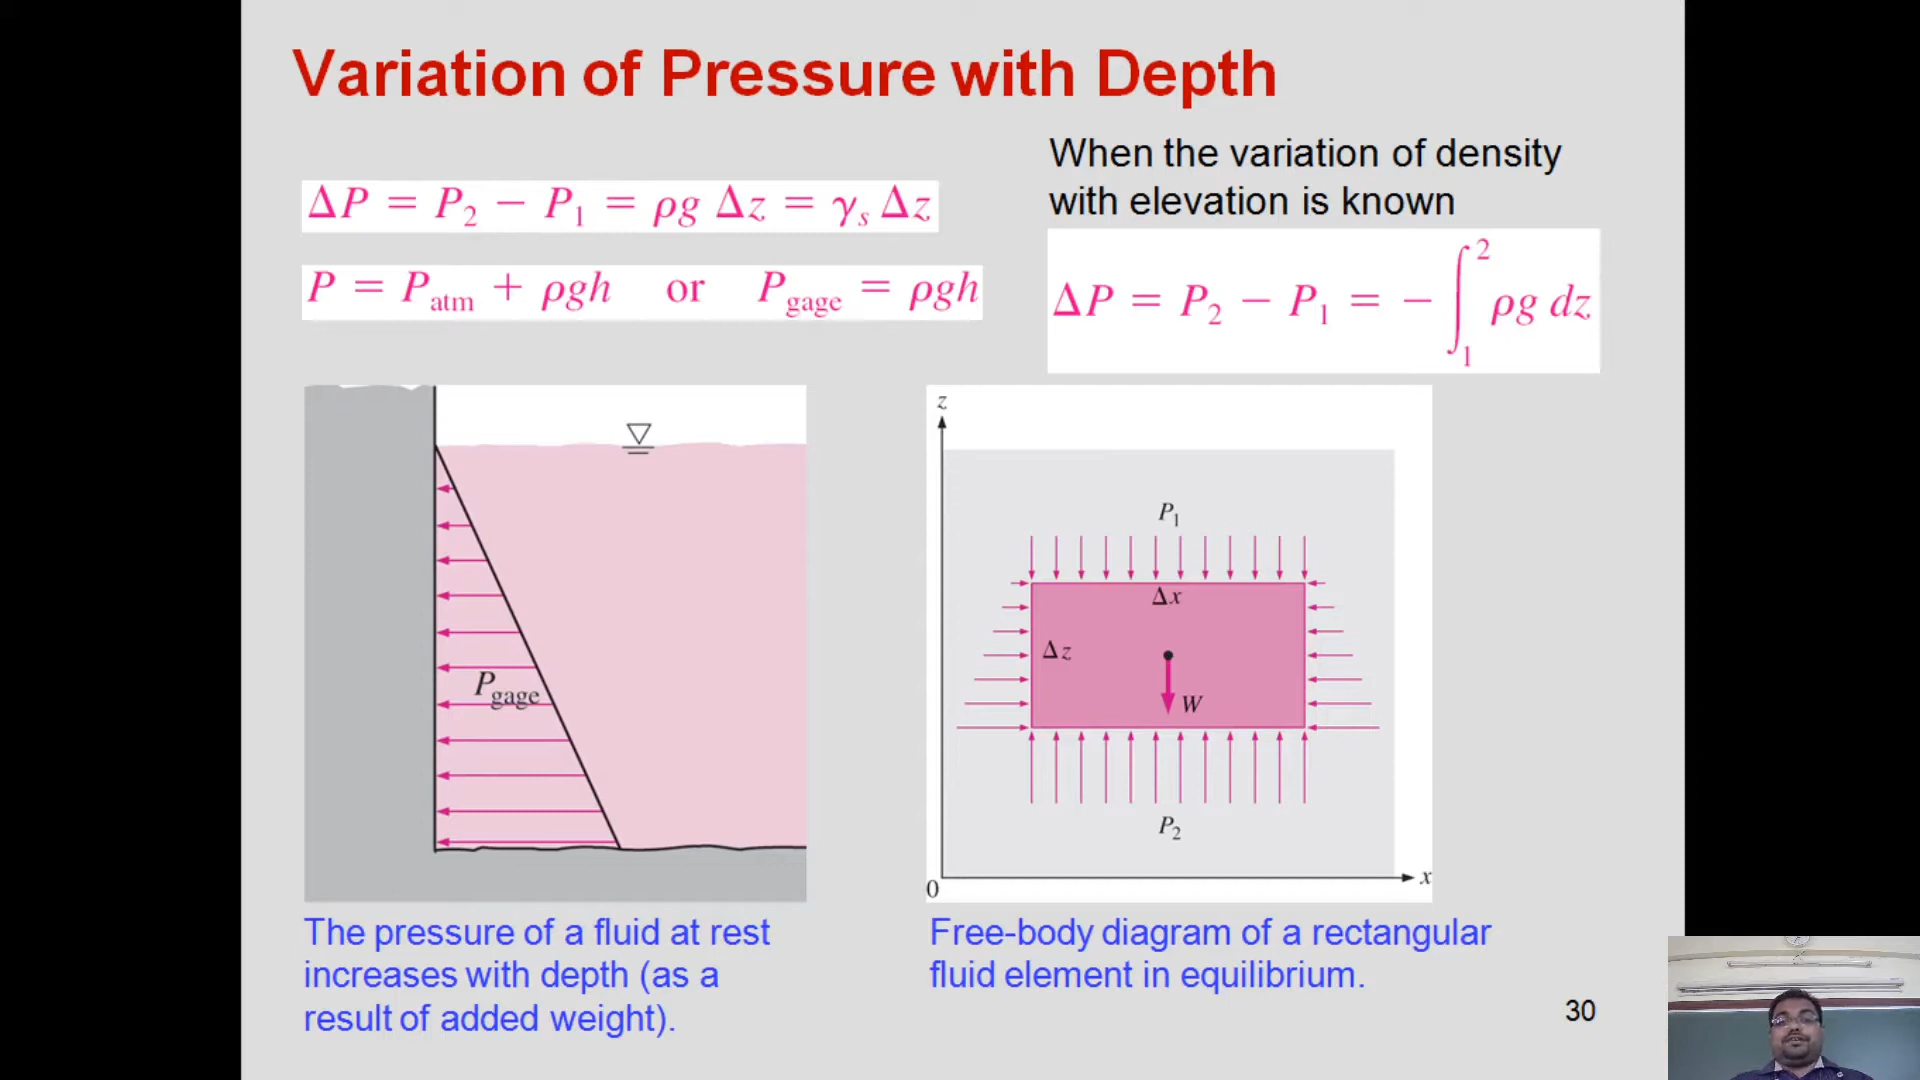 Variation of Pressure with Depth
ΔP = P₂ − P₁ = ρg Δz = γₛ Δz
P = Patm + ρgh or Pgage = ρgh
When the variation of density
with elevation is known
ΔP = P₂ − P₁ = − ∫₁² ρg dz
Pgage
The pressure of a fluid at rest
increases with depth (as a
result of added weight).
z
P₁
Δx
Δz
W
P₂
0
x
Free-body diagram of a rectangular
fluid element in equilibrium.
30